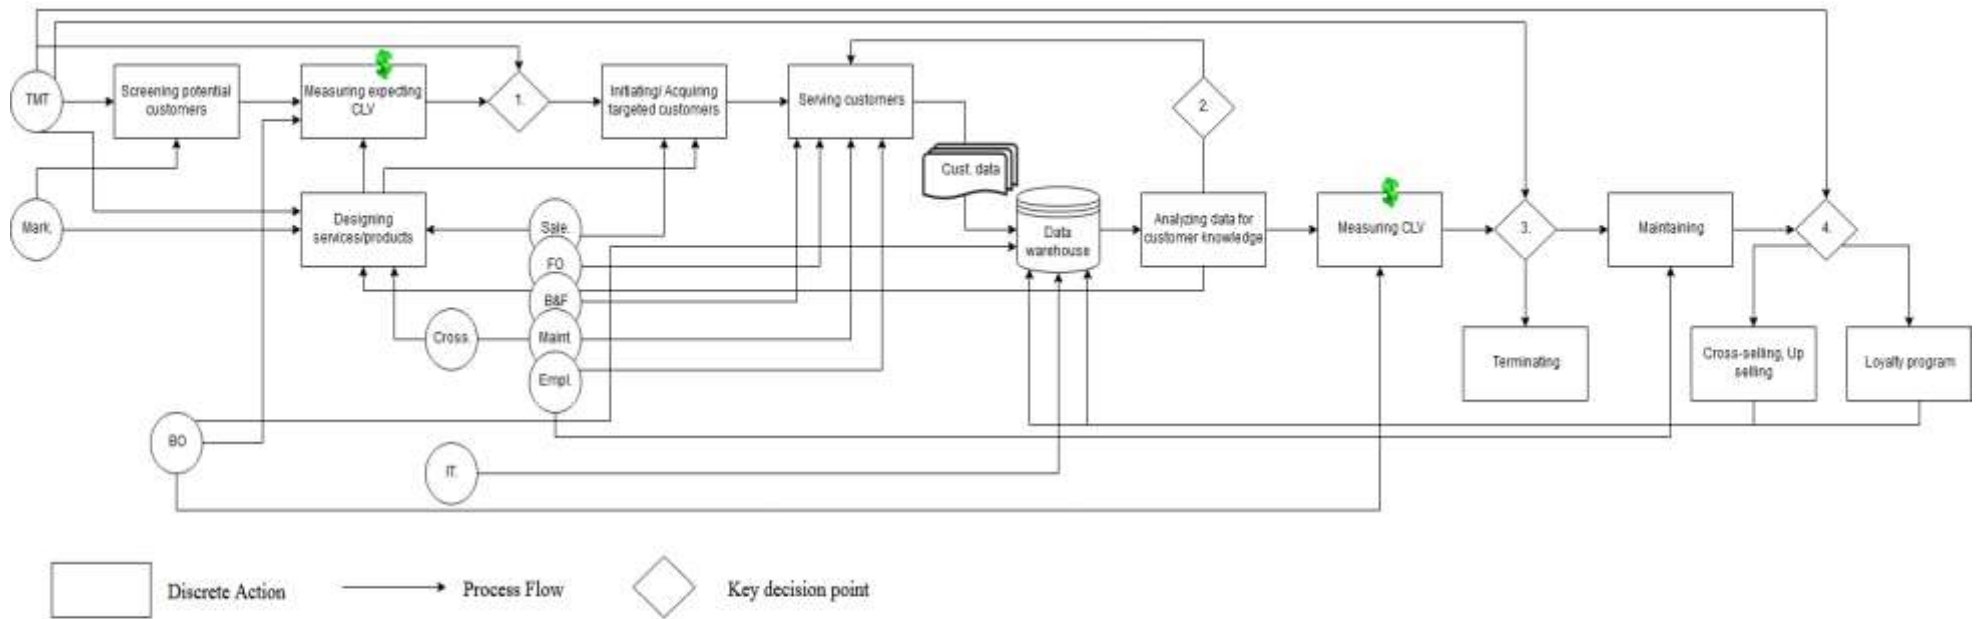 TMT
Screening potential
customers
Measuring expecting
CLV
1.
Initiating/ Acquiring
targeted customers
Serving customers
2.
Cust. data
Mark.
Designing
services/products
Sale.
FO
B&F
Maint.
Empl.
Cross.
Data
warehouse
Analyzing data for
customer knowledge
Measuring CLV
3.
Maintaining
4.
Terminating
Cross-selling, Up
selling
Loyalty program
BO
IT.
Discrete Action
Process Flow
Key decision point